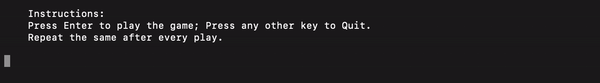 Instructions:
Press Enter to play the game; Press any other key to Quit.
Repeat the same after every play.